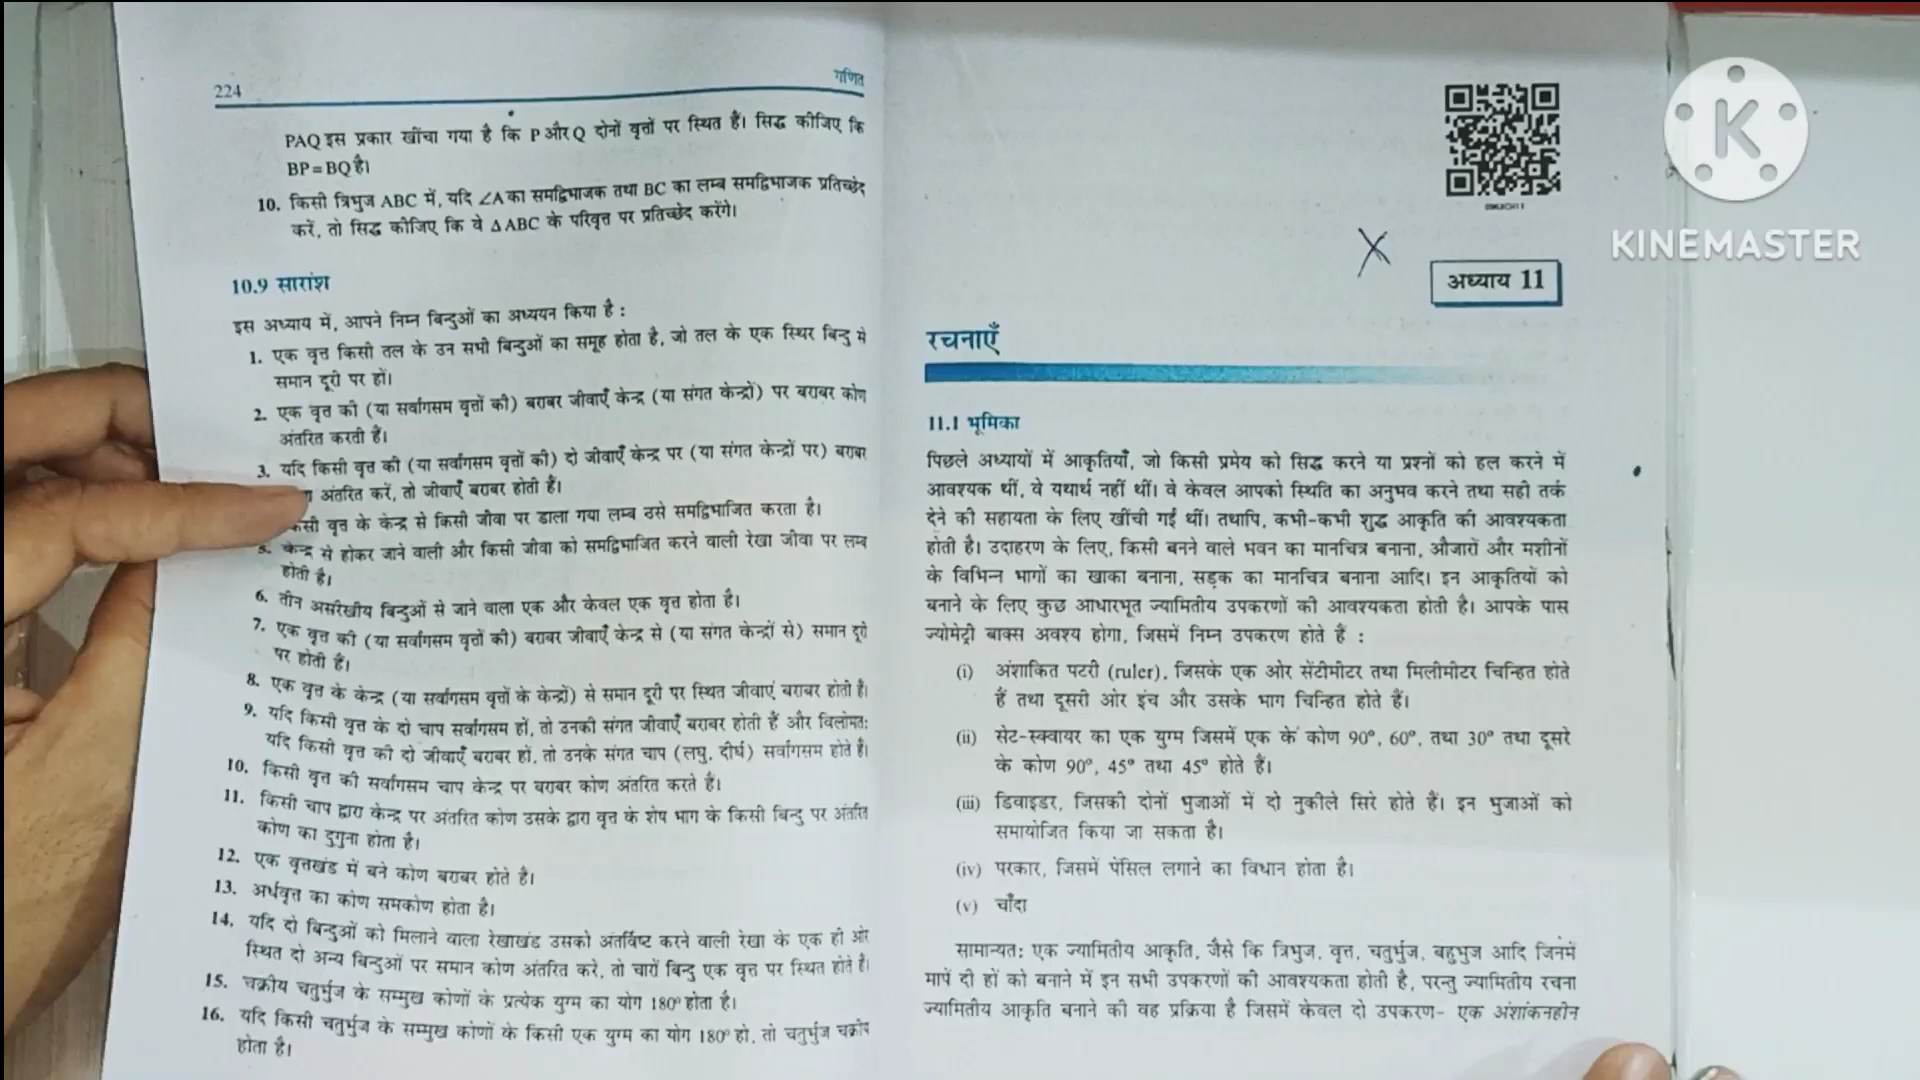 224
गणित
PAQ इस प्रकार खींचा गया है कि P और Q दोनों वृत्तों पर स्थित हैं। सिद्ध कीजिए कि
BP = BQ है।
10. किसी त्रिभुज ABC में, यदि ∠A का समद्विभाजक तथा BC का लम्ब समद्विभाजक प्रतिच्छेद
करें, तो सिद्ध कीजिए कि वे Δ ABC के परिवृत्त पर प्रतिच्छेद करेंगे।
10.9 सारांश
इस अध्याय में, आपने निम्न बिन्दुओं का अध्ययन किया है :
1. एक वृत्त किसी तल के उन सभी बिन्दुओं का समूह होता है, जो तल के एक स्थिर बिन्दु से
समान दूरी पर हों।
2. एक वृत्त की (या सर्वांगसम वृत्तों की) बराबर जीवाएँ केन्द्र (या संगत केन्द्रों) पर बराबर कोण
अंतरित करती हैं।
3. यदि किसी वृत्त की (या सर्वांगसम वृत्तों की) दो जीवाएँ केन्द्र पर (या संगत केन्द्रों पर) बराबर
अंतरित करें, तो जीवाएँ बराबर होती हैं।
वृत्त के केन्द्र से किसी जीवा पर डाला गया लम्ब उसे समद्विभाजित करता है।
5. केन्द्र से होकर जाने वाली और किसी जीवा को समद्विभाजित करने वाली रेखा जीवा पर लम्ब
होती है।
6. तीन असंरेखीय बिन्दुओं से जाने वाला एक और केवल एक वृत्त होता है।
7. एक वृत्त की (या सर्वांगसम वृत्तों की) बराबर जीवाएँ केन्द्र से (या संगत केन्द्रों से) समान दूरी
पर होती हैं।
8. एक वृत्त के केन्द्र (या सर्वांगसम वृत्तों के केन्द्रों) से समान दूरी पर स्थित जीवाएं बराबर होती हैं।
9. यदि किसी वृत्त के दो चाप सर्वांगसम हों, तो उनकी संगत जीवाएँ बराबर होती हैं और विलोमत:
यदि किसी वृत्त की दो जीवाएँ बराबर हों, तो उनके संगत चाप (लघु, दीर्घ) सर्वांगसम होते हैं।
10. किसी वृत्त की सर्वांगसम चाप केन्द्र पर बराबर कोण अंतरित करते हैं।
11. किसी चाप द्वारा केन्द्र पर अंतरित कोण उसके द्वारा वृत्त के शेष भाग के किसी बिन्दु पर अंतरित
कोण का दुगुना होता है।
12. एक वृत्तखंड में बने कोण बराबर होते हैं।
13. अर्धवृत्त का कोण समकोण होता है।
14. यदि दो बिन्दुओं को मिलाने वाला रेखाखंड उसको अंतर्विष्ट करने वाली रेखा के एक ही ओर
स्थित दो अन्य बिन्दुओं पर समान कोण अंतरित करे, तो चारों बिन्दु एक वृत्त पर स्थित होते हैं।
15. चक्रीय चतुर्भुज के सम्मुख कोणों के प्रत्येक युग्म का योग 180° होता है।
16. यदि किसी चतुर्भुज के सम्मुख कोणों के किसी एक युग्म का योग 180° हो, तो चतुर्भुज चक्रीय
होता है।
अध्याय 11
रचनाएँ
11.1 भूमिका
पिछले अध्यायों में आकृतियाँ, जो किसी प्रमेय को सिद्ध करने या प्रश्नों को हल करने में
आवश्यक थीं, वे यथार्थ नहीं थीं। वे केवल आपको स्थिति का अनुभव करने तथा सही तर्क
देने की सहायता के लिए खींची गई थीं। तथापि, कभी-कभी शुद्ध आकृति की आवश्यकता
होती है। उदाहरण के लिए, किसी बनने वाले भवन का मानचित्र बनाना, औजारों और मशीनों
के विभिन्न भागों का खाका बनाना, सड़क का मानचित्र बनाना आदि। इन आकृतियों को
बनाने के लिए कुछ आधारभूत ज्यामितीय उपकरणों की आवश्यकता होती है। आपके पास
ज्योमेट्री बाक्स अवश्य होगा, जिसमें निम्न उपकरण होते हैं :
(i) अंशांकित पटरी (ruler), जिसके एक ओर सेंटीमीटर तथा मिलीमीटर चिन्हित होते
हैं तथा दूसरी ओर इंच और उसके भाग चिन्हित होते हैं।
(ii) सेट-स्क्वायर का एक युग्म जिसमें एक के कोण 90°, 60°, तथा 30° तथा दूसरे
के कोण 90°, 45° तथा 45° होते हैं।
(iii) डिवाइडर, जिसकी दोनों भुजाओं में दो नुकीले सिरे होते हैं। इन भुजाओं को
समायोजित किया जा सकता है।
(iv) परकार, जिसमें पेंसिल लगाने का विधान होता है।
(v) चाँदा
सामान्यत: एक ज्यामितीय आकृति, जैसे कि त्रिभुज, वृत्त, चतुर्भुज, बहुभुज आदि जिनमें
मापें दी हों को बनाने में इन सभी उपकरणों की आवश्यकता होती है, परन्तु ज्यामितीय रचना
ज्यामितीय आकृति बनाने की वह प्रक्रिया है जिसमें केवल दो उपकरण- एक अंशांकनहीन
K
KINEMASTER